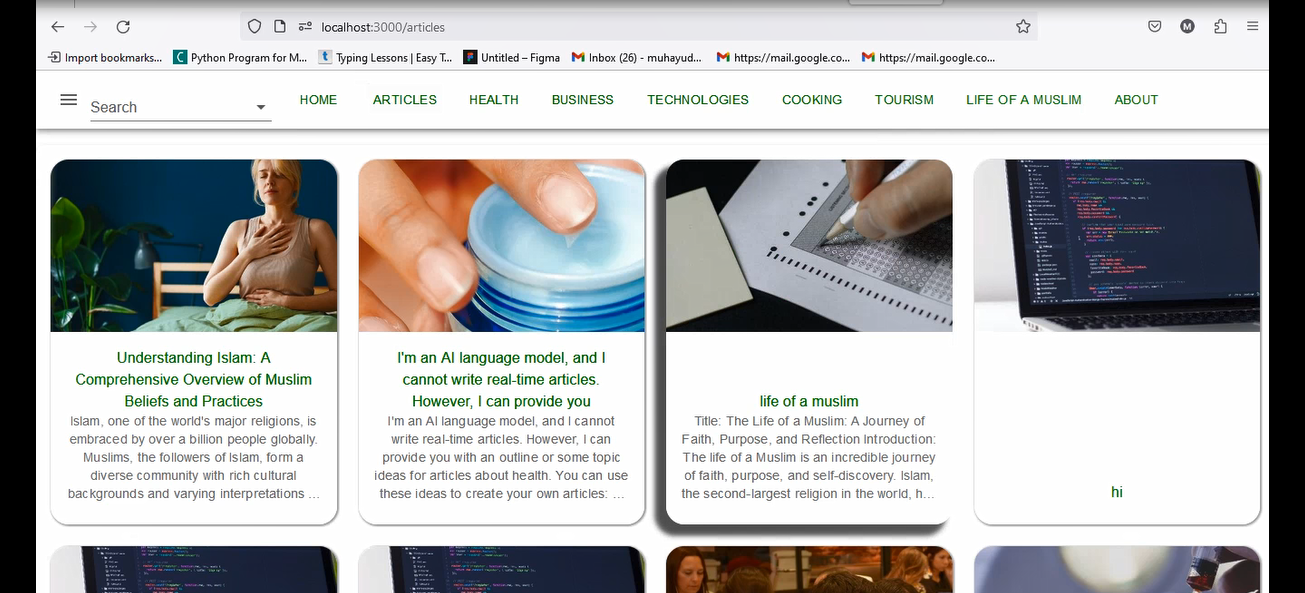 localhost:3000/articles
M
Import bookmarks...
C Python Program for M...
t Typing Lessons | Easy T...
Untitled – Figma
Inbox (26) - muhayud...
https://mail.google.co...
https://mail.google.co...
Search
HOME
ARTICLES
HEALTH
BUSINESS
TECHNOLOGIES
COOKING
TOURISM
LIFE OF A MUSLIM
ABOUT
Understanding Islam: A
Comprehensive Overview of Muslim
Beliefs and Practices
Islam, one of the world's major religions, is
embraced by over a billion people globally.
Muslims, the followers of Islam, form a
diverse community with rich cultural
backgrounds and varying interpretations ...
I'm an AI language model, and I
cannot write real-time articles.
However, I can provide you
I'm an AI language model, and I cannot
write real-time articles. However, I can
provide you with an outline or some topic
ideas for articles about health. You can use
these ideas to create your own articles: ...
life of a muslim
Title: The Life of a Muslim: A Journey of
Faith, Purpose, and Reflection Introduction:
The life of a Muslim is an incredible journey
of faith, purpose, and self-discovery. Islam,
the second-largest religion in the world, h...
hi